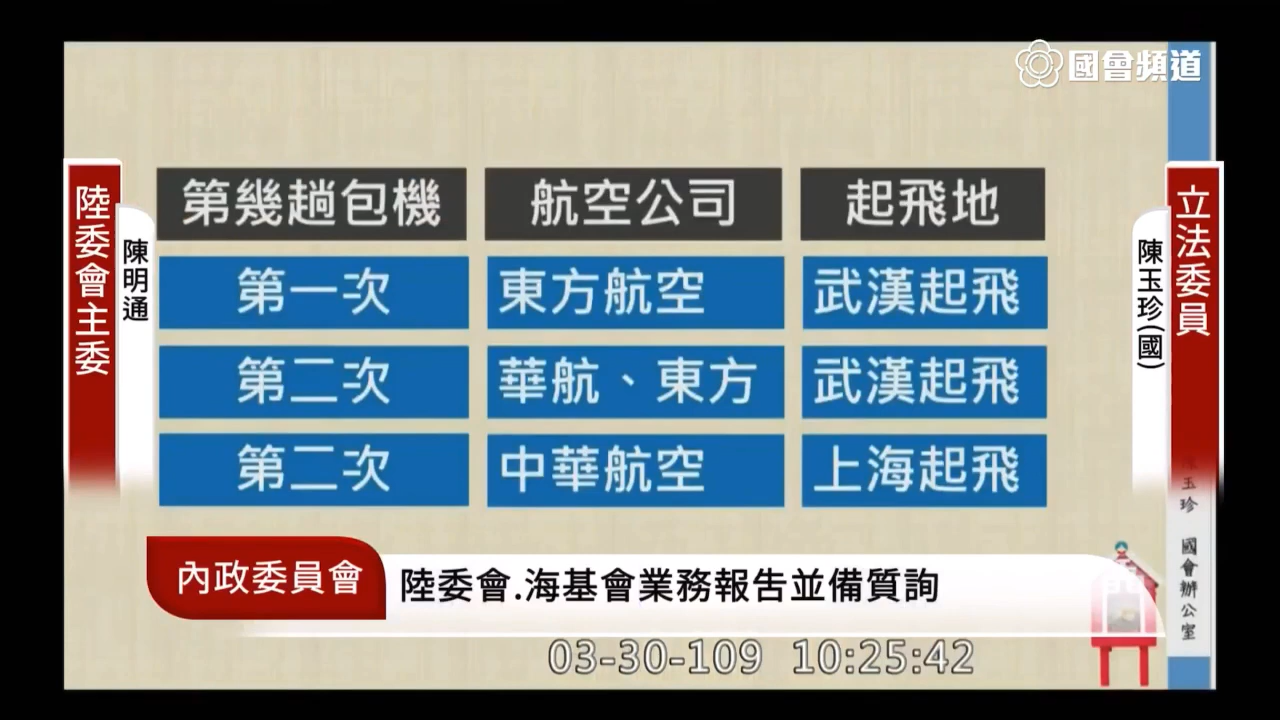 國會頻道
第幾趟包機 航空公司 起飛地
第一次 東方航空 武漢起飛
第二次 華航、東方 武漢起飛
第二次 中華航空 上海起飛
陸委會主委
陳明通
立法委員
陳玉珍(國)
陳玉珍 國會辦公室
內政委員會
陸委會.海基會業務報告並備質詢
03-30-109 10:25:42